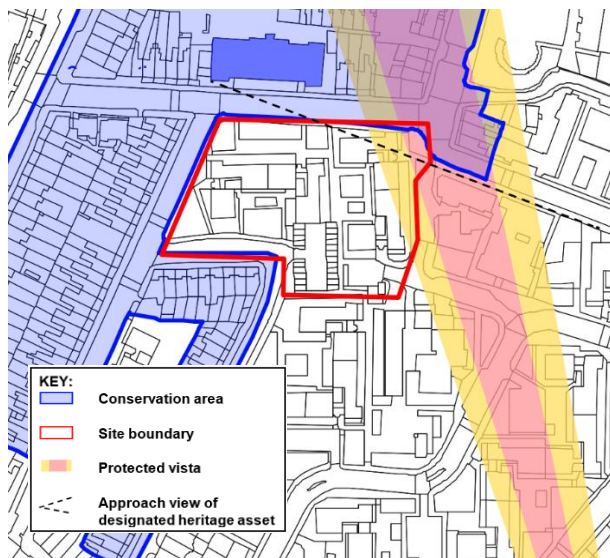 KEY:
Conservation area
Site boundary
Protected vista
Approach view of
designated heritage asset